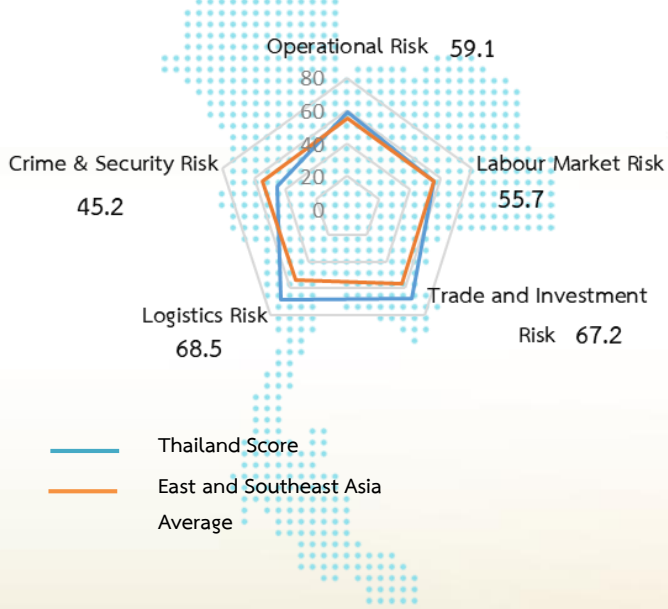 Operational Risk 59.1
80
60
40
20
0
Crime & Security Risk
45.2
Labour Market Risk
55.7
Logistics Risk
68.5
Trade and Investment
Risk 67.2
Thailand Score
East and Southeast Asia
Average